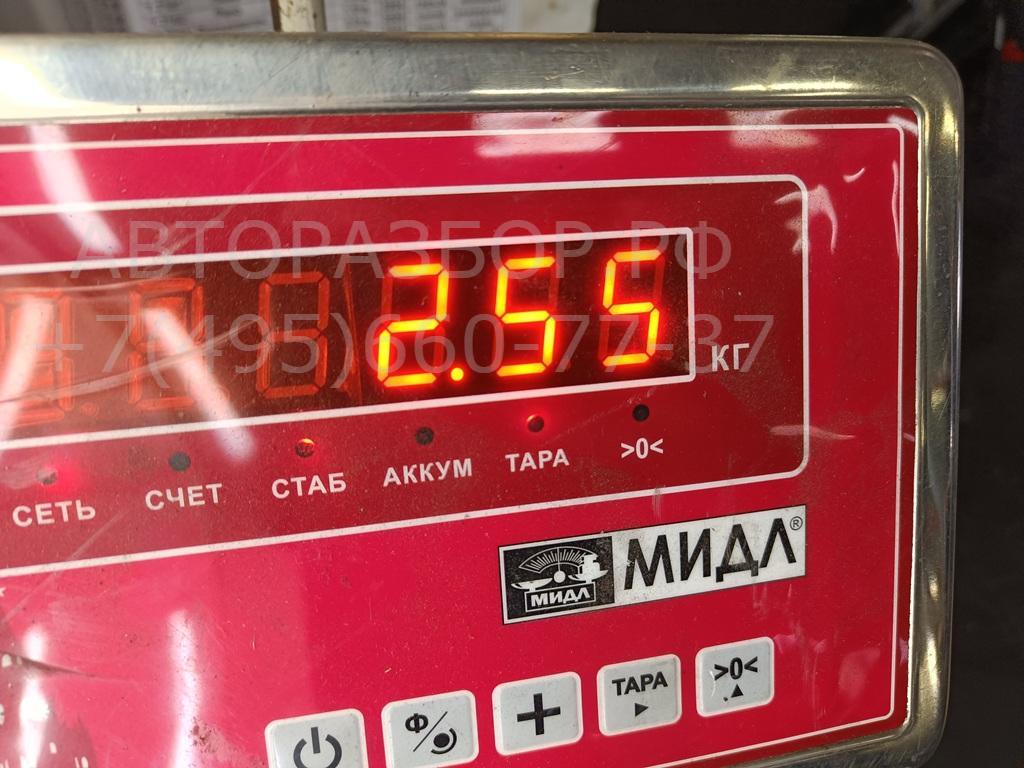 АВТОРАЗБОР.РФ
2.55
+7(495)660-77-37
КГ
СЕТЬ СЧЕТ СТАБ АККУМ ТАРА >0<
МИДЛ МИДЛ®
Ф + ТАРА >0<